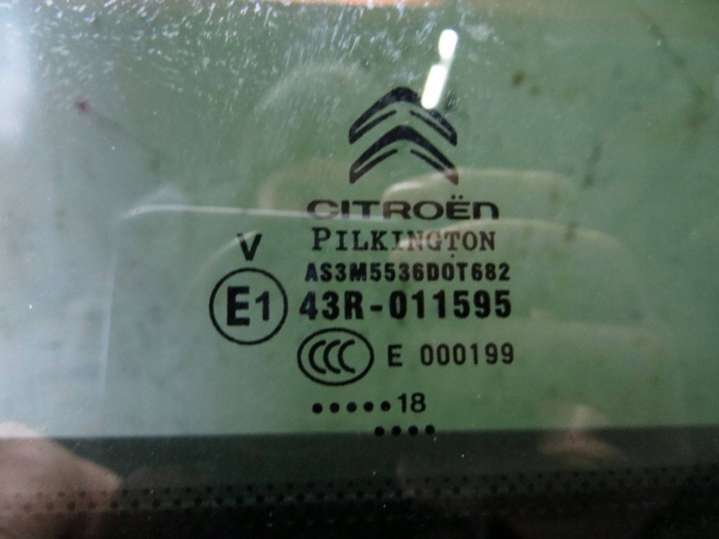 CITROËN
PILKINGTON
V
AS3M5536DOT682
E1 43R-011595
CCC E 000199
•••••18
••••